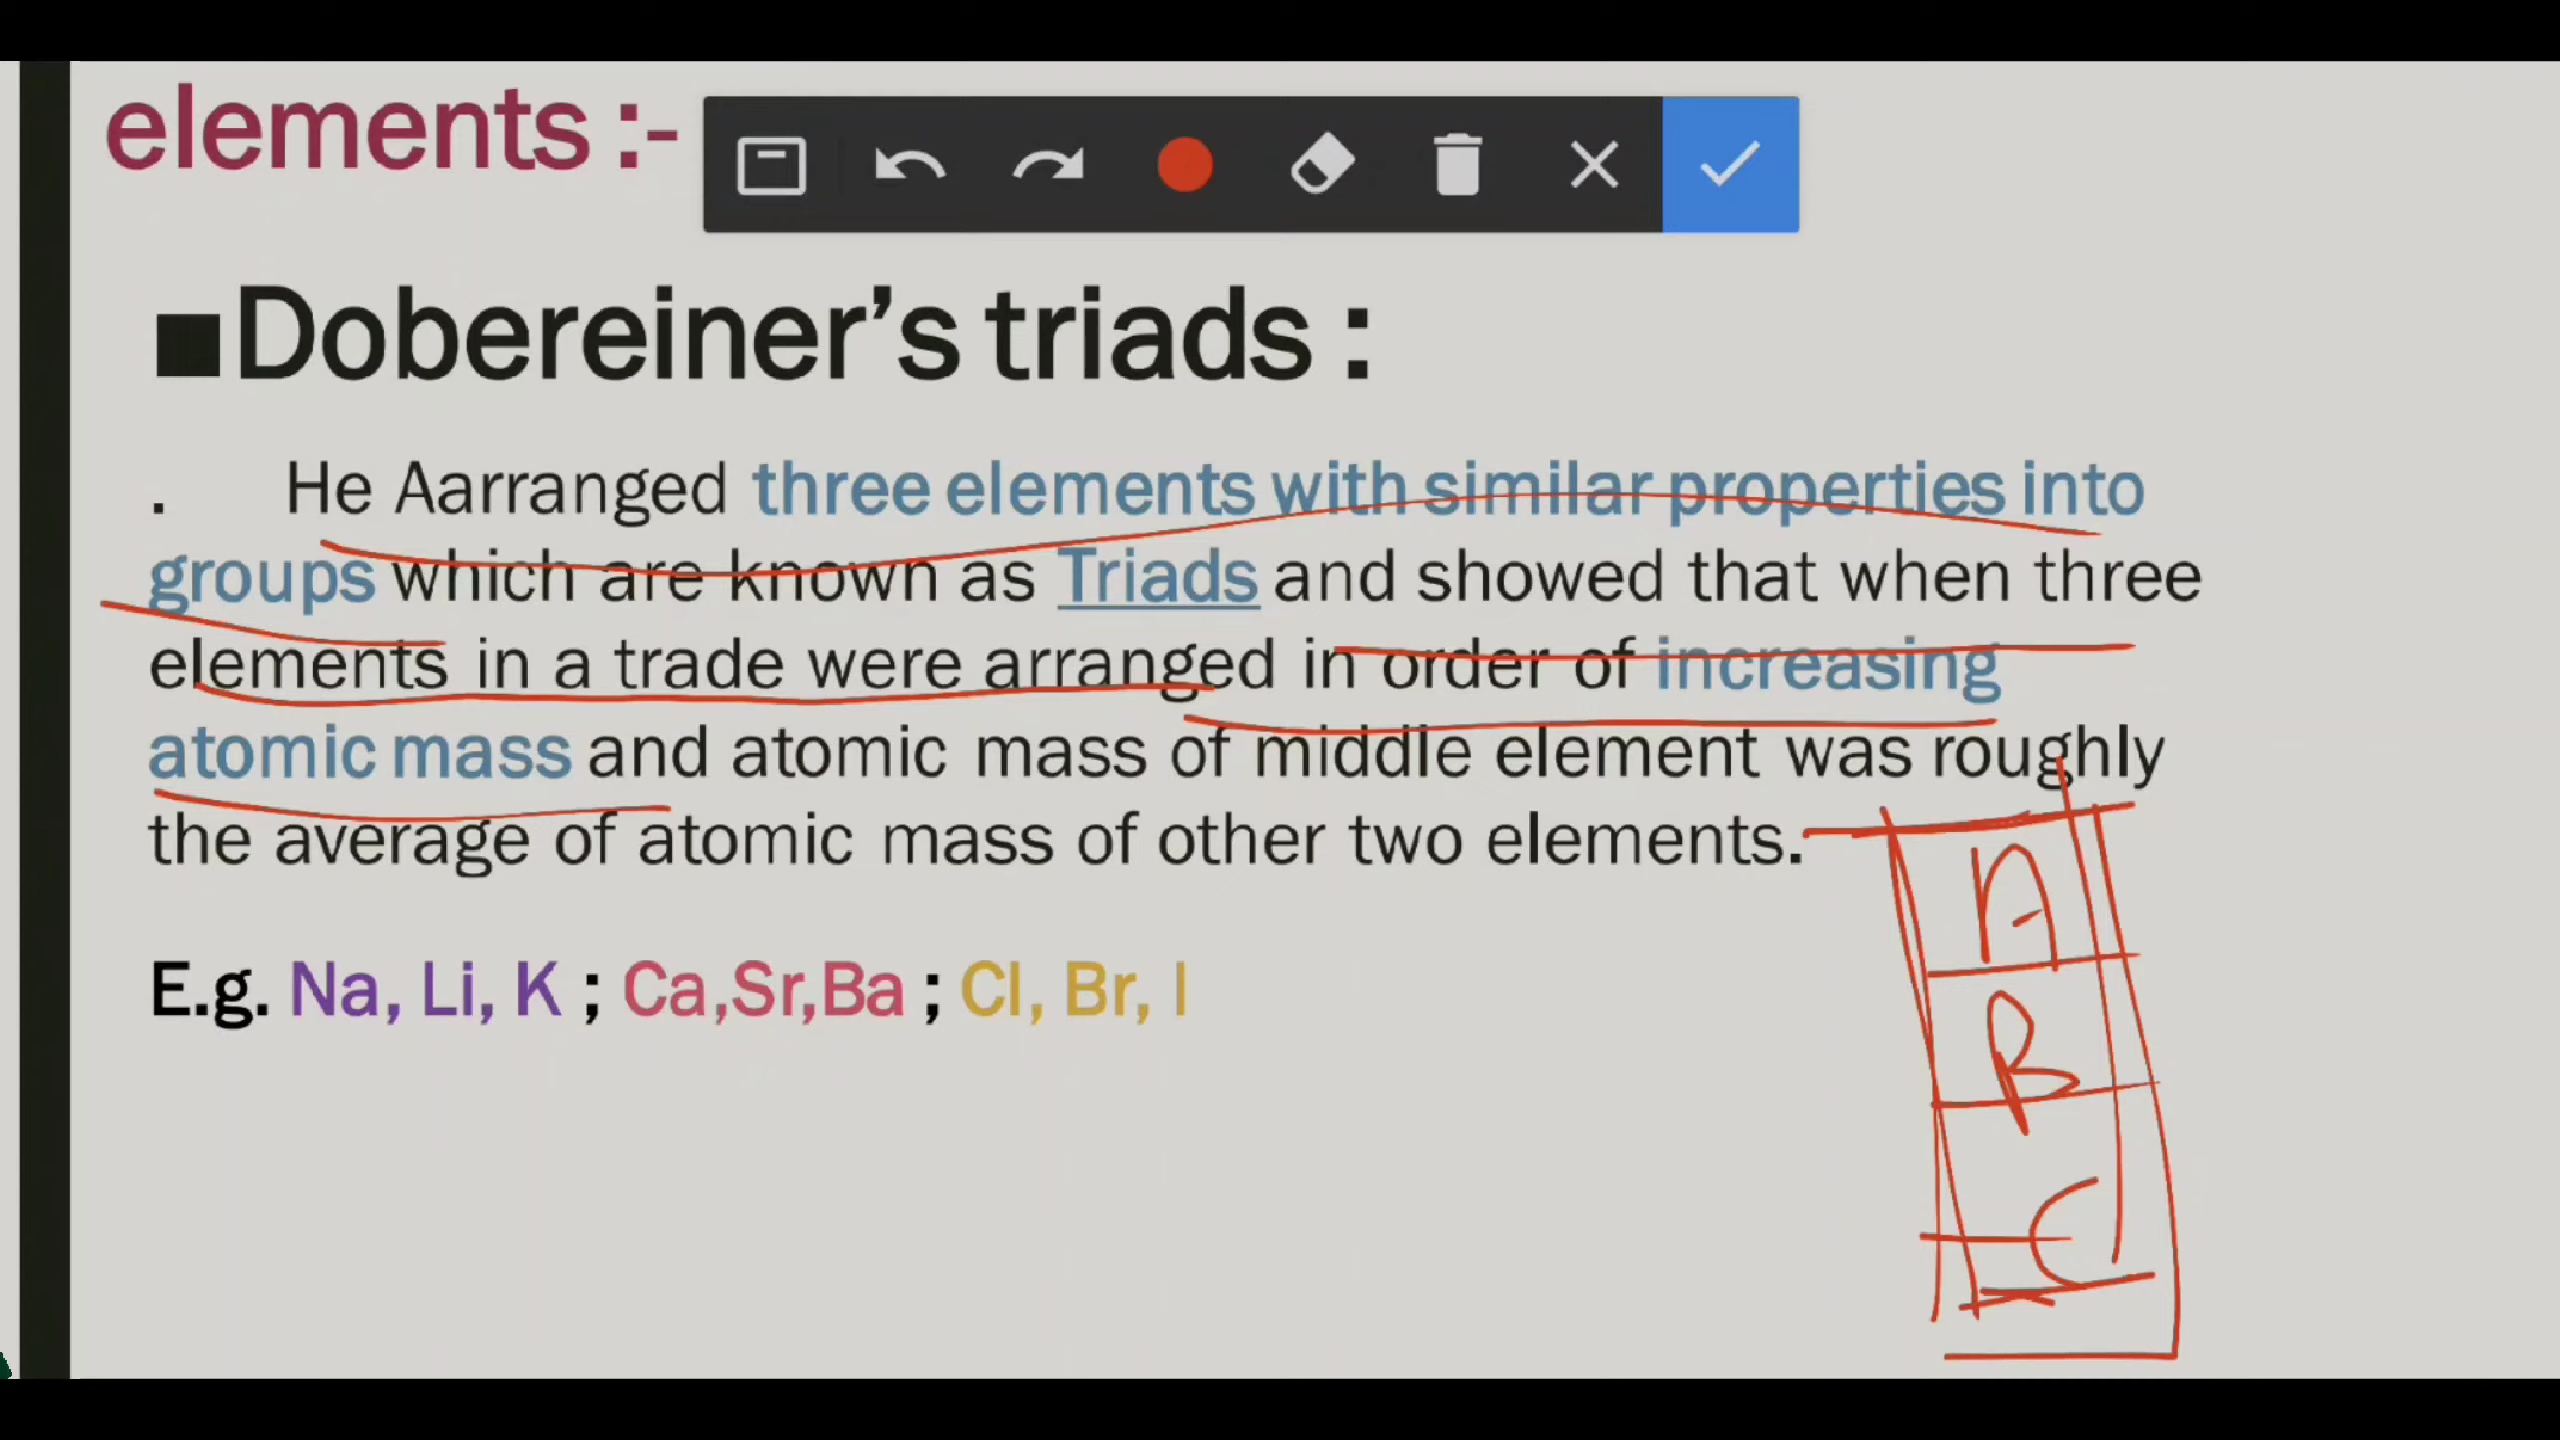 elements :-
■Dobereiner’s triads :
. He Aarranged three elements with similar properties into
groups which are known as Triads and showed that when three
elements in a trade were arranged in order of increasing
atomic mass and atomic mass of middle element was roughly
the average of atomic mass of other two elements.
A
B
C
E.g. Na, Li, K ; Ca,Sr,Ba ; Cl, Br, I